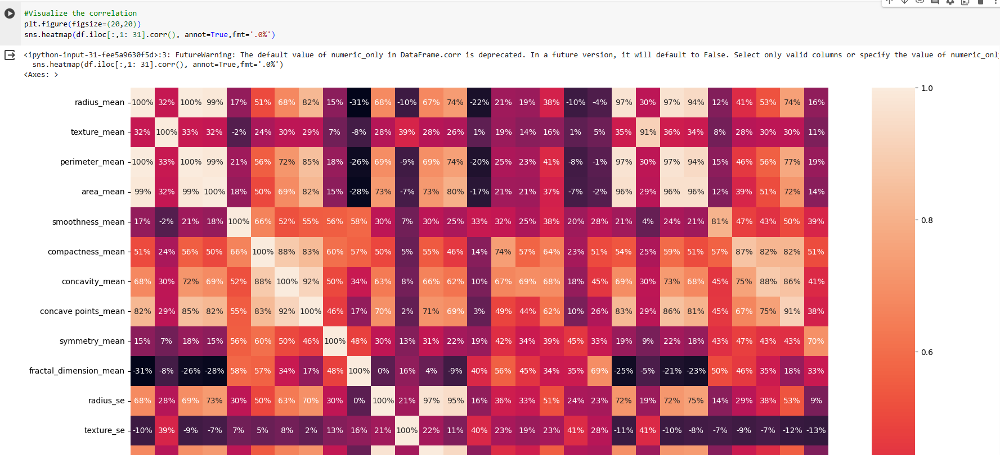 #Visualize the correlation
plt.figure(figsize=(20,20))
sns.heatmap(df.iloc[:,1: 31].corr(), annot=True,fmt='.0%')
<ipython-input-31-fee5a9630f5d>:3: FutureWarning: The default value of numeric_only in DataFrame.corr is deprecated. In a future version, it will default to False. Select only valid columns or specify the value of numeric_only
sns.heatmap(df.iloc[:,1: 31].corr(), annot=True,fmt='.0%')
<Axes: >
radius_mean 100% 32% 100% 99% 17% 51% 68% 82% 15% -31% 68% -10% 67% 74% -22% 21% 19% 38% -10% -4% 97% 30% 97% 94% 12% 41% 53% 74% 16% 1.0
texture_mean 32% 100% 33% 32% -2% 24% 30% 29% 7% -8% 28% 39% 28% 26% 1% 19% 14% 16% 1% 5% 35% 91% 36% 34% 8% 28% 30% 30% 11%
perimeter_mean 100% 33% 100% 99% 21% 56% 72% 85% 18% -26% 69% -9% 69% 74% -20% 25% 23% 41% -8% -1% 97% 30% 97% 94% 15% 46% 56% 77% 19%
area_mean 99% 32% 99% 100% 18% 50% 69% 82% 15% -28% 73% -7% 73% 80% -17% 21% 21% 37% -7% -2% 96% 29% 96% 96% 12% 39% 51% 72% 14%
smoothness_mean 17% -2% 21% 18% 100% 66% 52% 55% 56% 58% 30% 7% 30% 25% 33% 32% 25% 38% 20% 28% 21% 4% 24% 21% 81% 47% 43% 50% 39% 0.8
compactness_mean 51% 24% 56% 50% 66% 100% 88% 83% 60% 57% 50% 5% 55% 46% 14% 74% 57% 64% 23% 51% 54% 25% 59% 51% 57% 87% 82% 82% 51%
concavity_mean 68% 30% 72% 69% 52% 88% 100% 92% 50% 34% 63% 8% 66% 62% 10% 67% 69% 68% 18% 45% 69% 30% 73% 68% 45% 75% 88% 86% 41%
concave points_mean 82% 29% 85% 82% 55% 83% 92% 100% 46% 17% 70% 2% 71% 69% 3% 49% 44% 62% 10% 26% 83% 29% 86% 81% 45% 67% 75% 91% 38%
symmetry_mean 15% 7% 18% 15% 56% 60% 50% 46% 100% 48% 30% 13% 31% 22% 19% 42% 34% 39% 45% 33% 19% 9% 22% 18% 43% 47% 43% 43% 70% 0.6
fractal_dimension_mean -31% -8% -26% -28% 58% 57% 34% 17% 48% 100% 0% 16% 4% -9% 40% 56% 45% 34% 35% 69% -25% -5% -21% -23% 50% 46% 35% 18% 33%
radius_se 68% 28% 69% 73% 30% 50% 63% 70% 30% 0% 100% 21% 97% 95% 16% 36% 33% 51% 24% 23% 72% 19% 72% 75% 14% 29% 38% 53% 9%
texture_se -10% 39% -9% -7% 7% 5% 8% 2% 13% 16% 21% 100% 22% 11% 40% 23% 19% 23% 41% 28% -11% 41% -10% -8% -7% -9% -7% -12% -13%